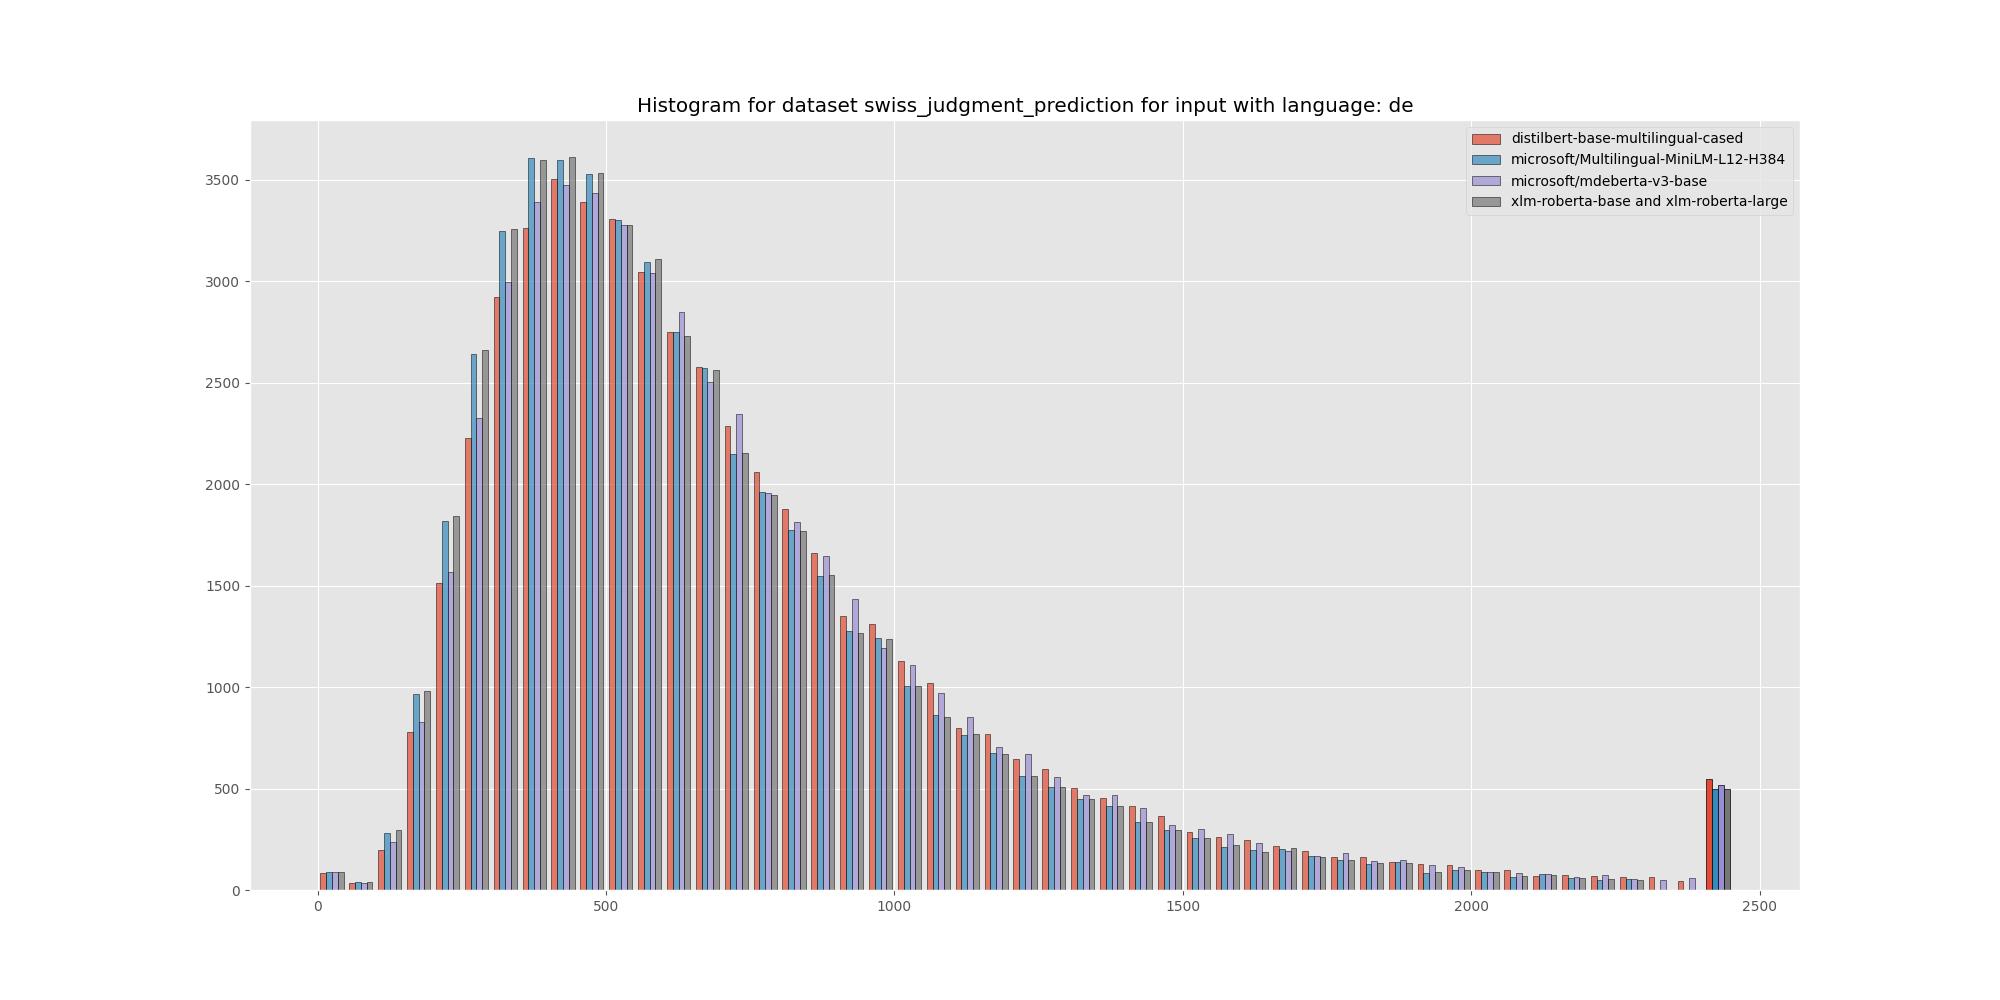 Histogram for dataset swiss_judgment_prediction for input with language: de
distilbert-base-multilingual-cased
microsoft/Multilingual-MiniLM-L12-H384
microsoft/mdeberta-v3-base
xlm-roberta-base and xlm-roberta-large
3500
3000
2500
2000
1500
1000
500
0
0 500 1000 1500 2000 2500